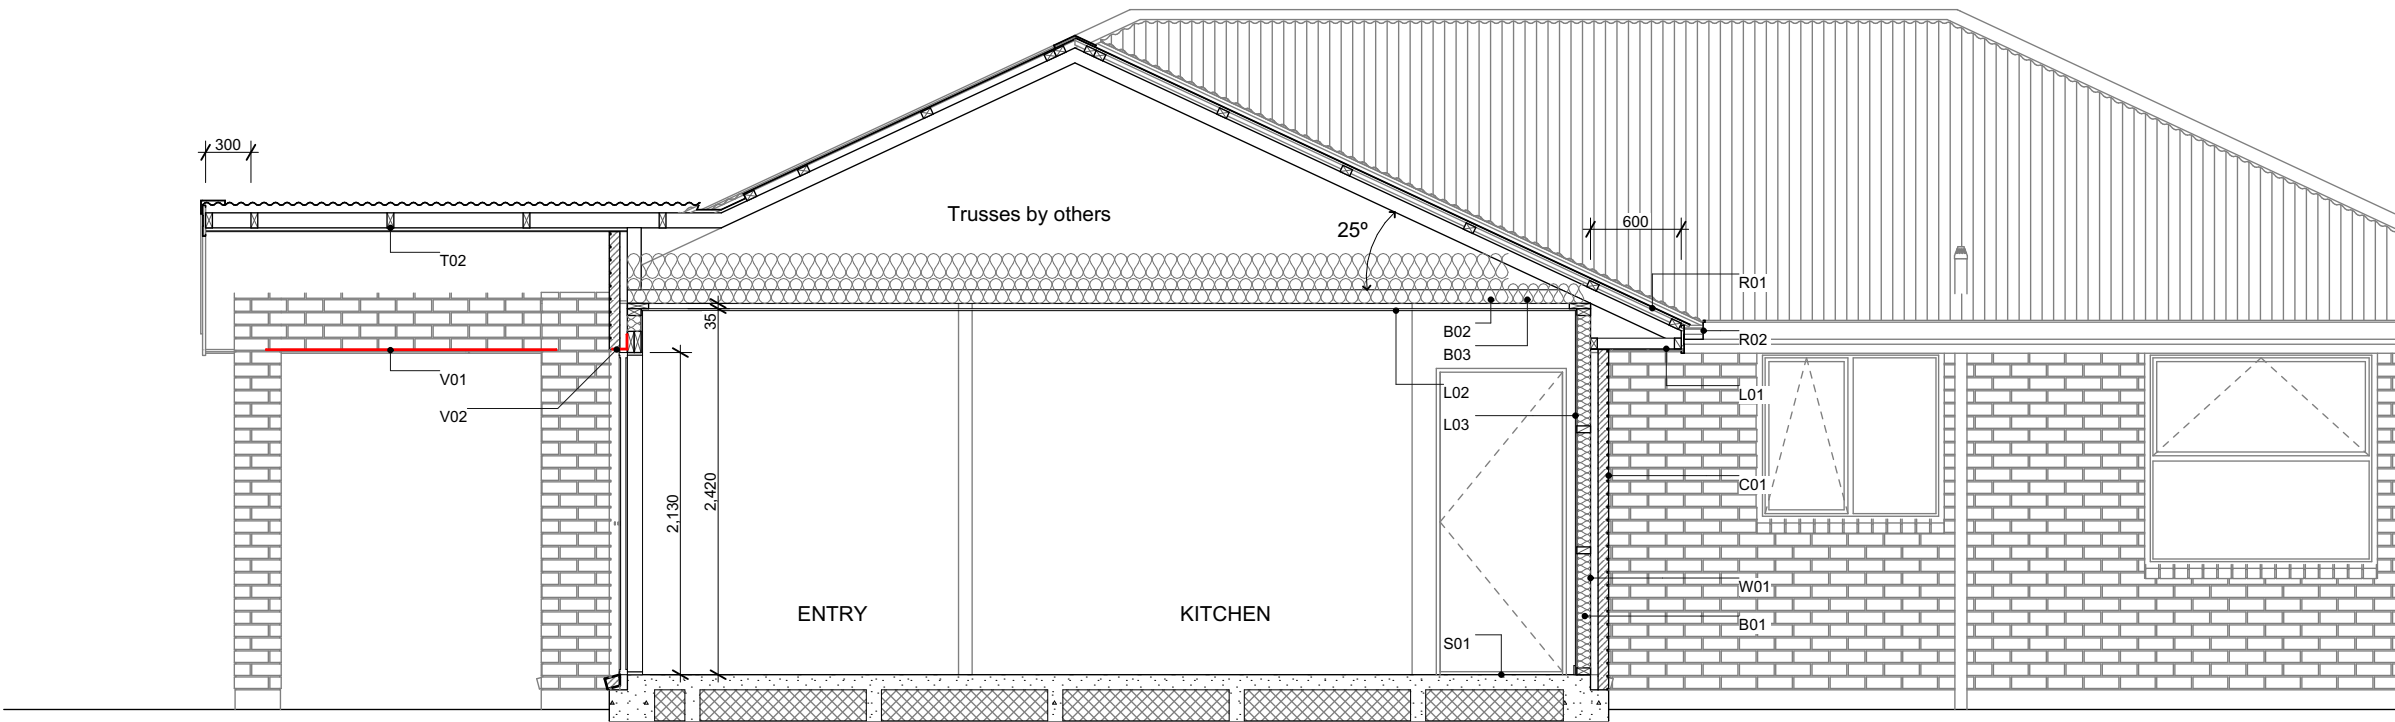 300
Trusses by others
25º
600
T02
R01
35
B02
R02
B03
V01
L02
L01
V02
L03
2,130
2,420
C01
W01
ENTRY
KITCHEN
B01
S01